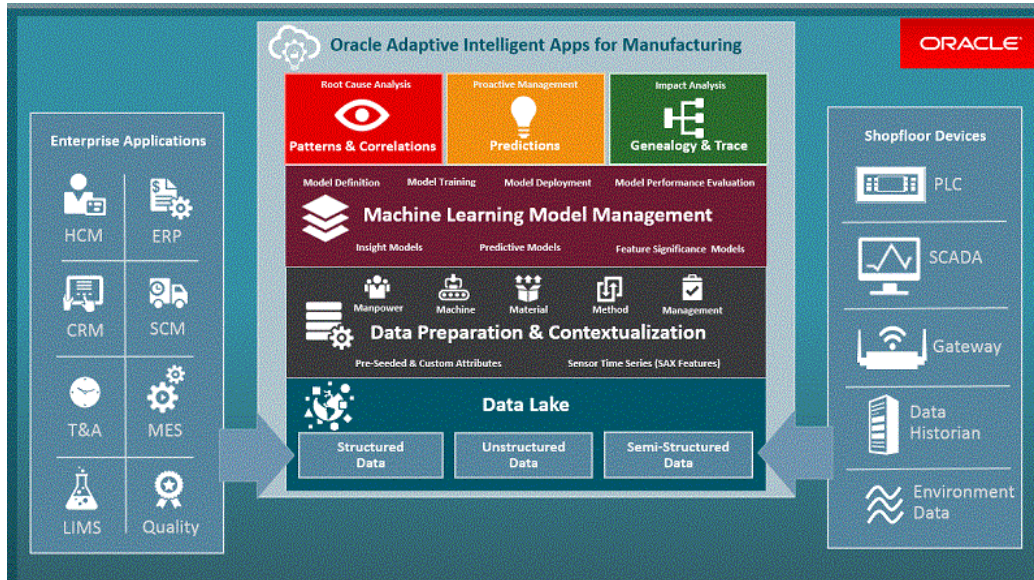 Oracle Adaptive Intelligent Apps for Manufacturing
ORACLE
Enterprise Applications
HCM
ERP
CRM
SCM
T&A
MES
LIMS
Quality
Root Cause Analysis
Patterns & Correlations
Proactive Management
Predictions
Impact Analysis
Genealogy & Trace
Model Definition
Model Training
Model Deployment
Model Performance Evaluation
Machine Learning Model Management
Insight Models
Predictive Models
Feature Significance Models
Manpower
Machine
Material
Method
Management
Data Preparation & Contextualization
Pre-Seeded & Custom Attributes
Sensor Time Series (SAX Features)
Data Lake
Structured
Data
Unstructured
Data
Semi-Structured
Data
Shopfloor Devices
PLC
SCADA
Gateway
Data
Historian
Environment
Data